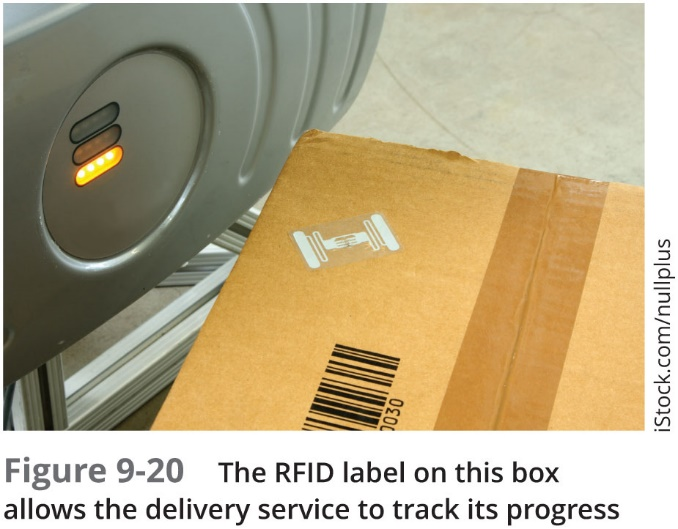 0030
iStock.com/nullplus
Figure 9-20 The RFID label on this box
allows the delivery service to track its progress